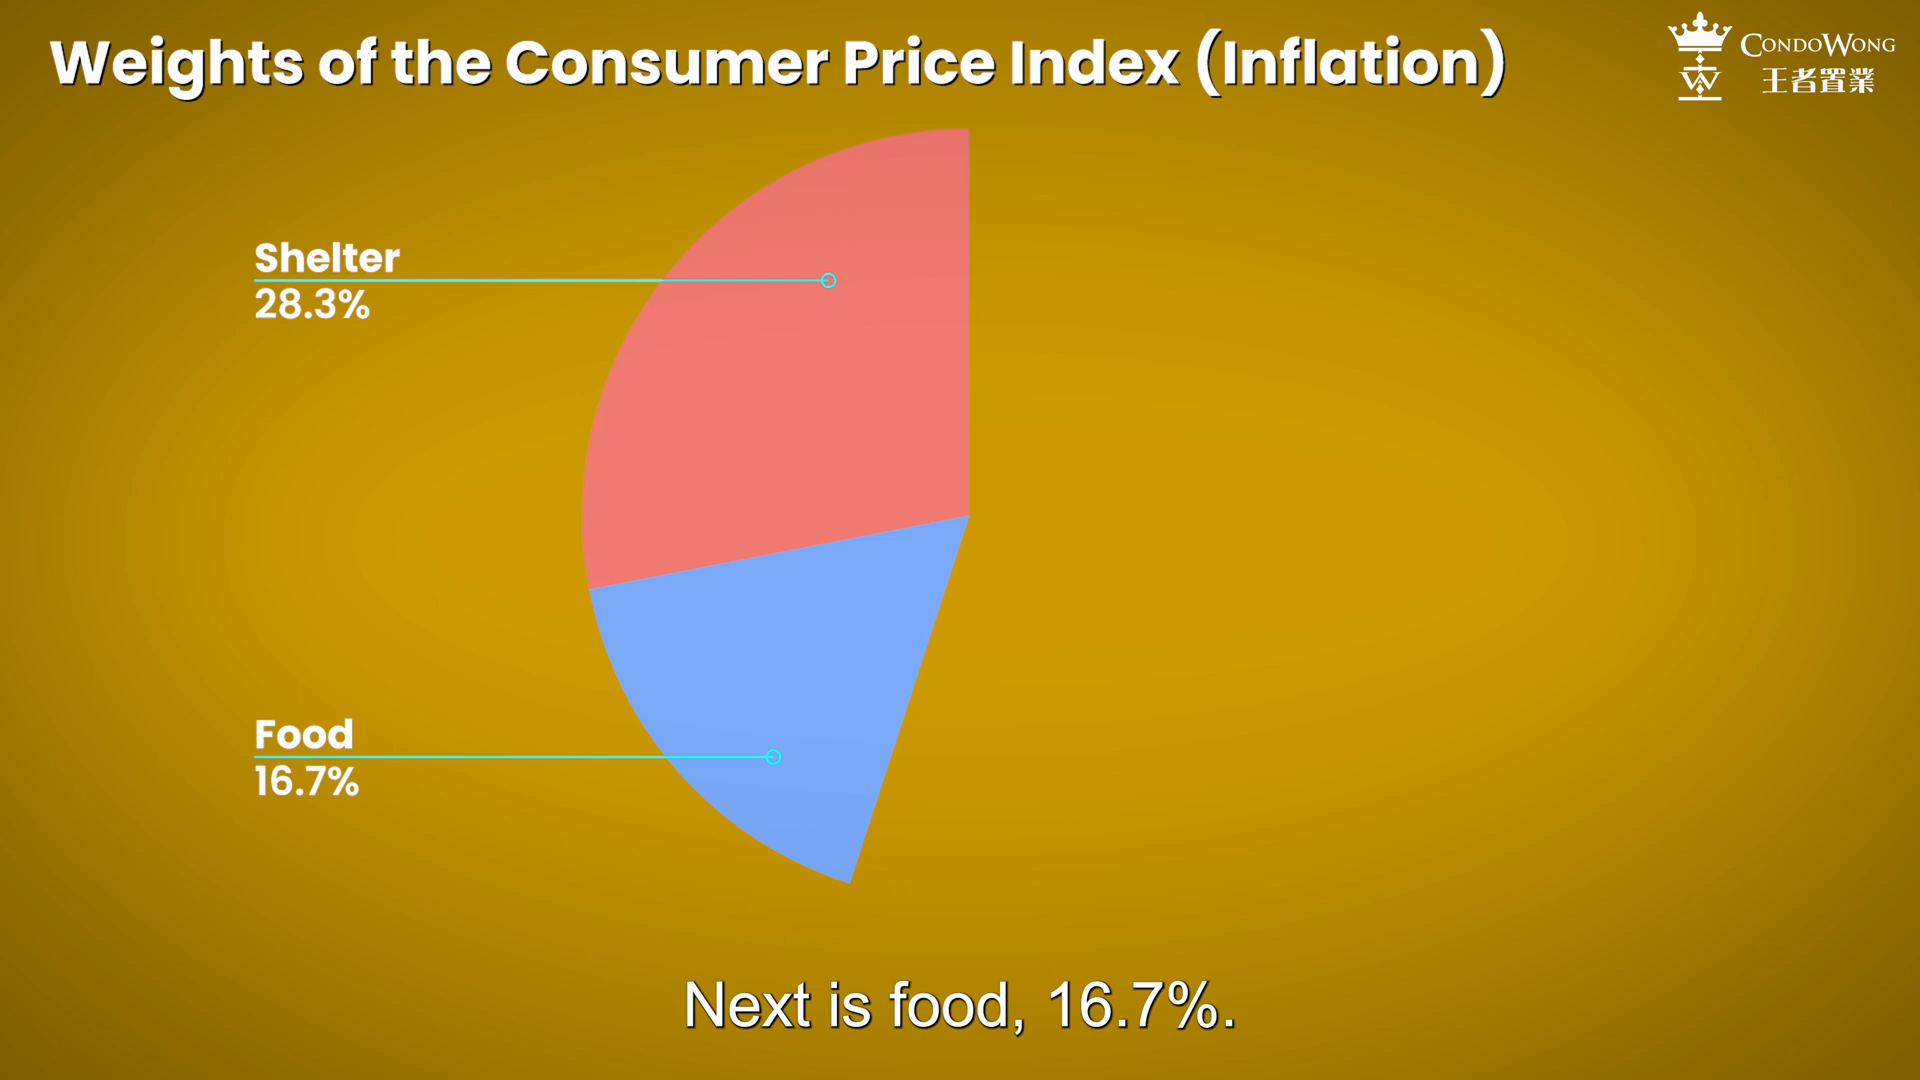 Weights of the Consumer Price Index (Inflation)
CONDOWONG
王者置業
Shelter
28.3%
Food
16.7%
Next is food, 16.7%.